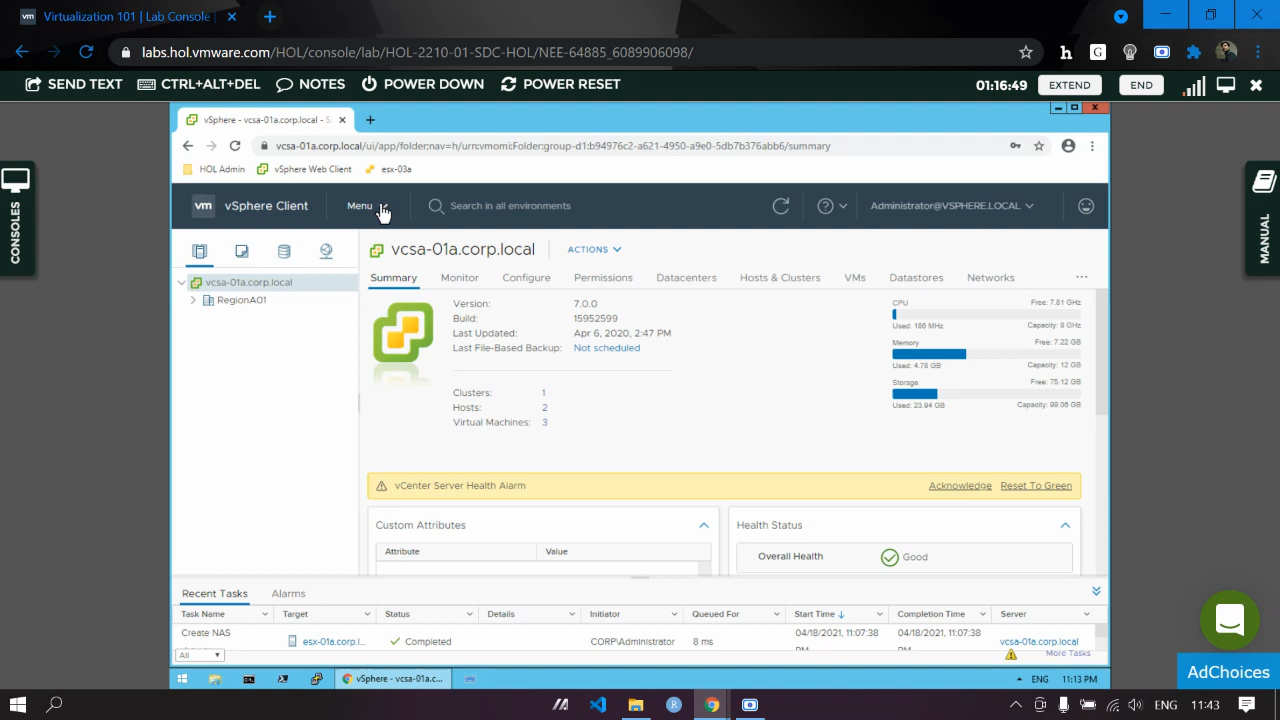 vm Virtualization 101 | Lab Console
labs.hol.vmware.com/HOL/console/lab/HOL-2210-01-SDC-HOL/NEE-64885_6089906098/
SEND TEXT CTRL+ALT+DEL NOTES POWER DOWN POWER RESET 01:16:49 EXTEND END
CONSOLES
MANUAL
vSphere - vcsa-01a.corp.local - S
vcsa-01a.corp.local/ui/app/folder;nav=h/urn:vmomi:Folder:group-d1:b94976c2-a621-4950-a9e0-5db7b376abb6/summary
HOL Admin vSphere Web Client esx-03a
vm vSphere Client Menu Search in all environments Administrator@VSPHERE.LOCAL
vcsa-01a.corp.local ACTIONS
Summary Monitor Configure Permissions Datacenters Hosts & Clusters VMs Datastores Networks
vcsa-01a.corp.local
RegionA01
Version: 7.0.0
Build: 15952599
Last Updated: Apr 6, 2020, 2:47 PM
Last File-Based Backup: Not scheduled
Clusters: 1
Hosts: 2
Virtual Machines: 3
CPU Free: 7.81 GHz
Used: 186 MHz Capacity: 8 GHz
Memory Free: 7.22 GB
Used: 4.78 GB Capacity: 12 GB
Storage Free: 75.12 GB
Used: 23.94 GB Capacity: 99.06 GB
vCenter Server Health Alarm Acknowledge Reset To Green
Custom Attributes
Attribute Value
Health Status
Overall Health Good
Recent Tasks Alarms
Task Name Target Status Details Initiator Queued For Start Time Completion Time Server
Create NAS esx-01a.corp.l... Completed CORP\Administrator 8 ms 04/18/2021, 11:07:38 PM 04/18/2021, 11:07:38 PM vcsa-01a.corp.local
All More Tasks
vSphere - vcsa-01a.c... ENG 11:13 PM
AdChoices
ENG 11:43